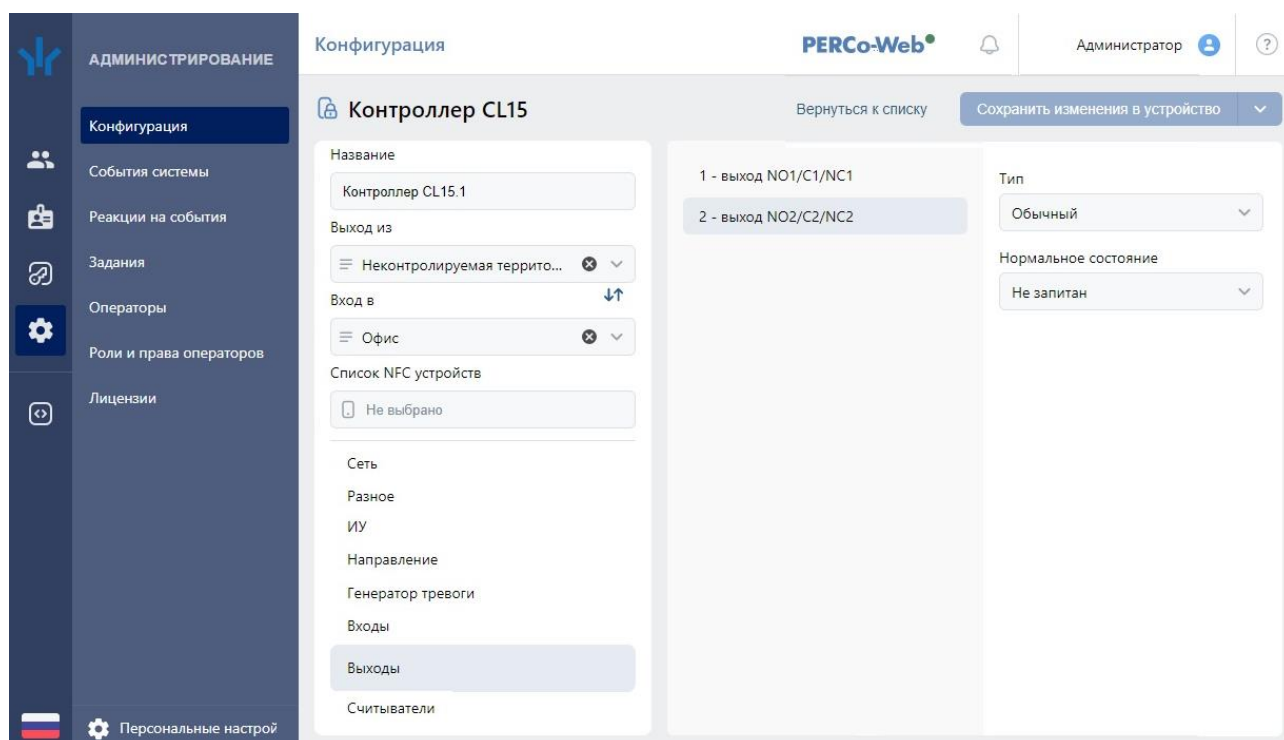 АДМИНИСТРИРОВАНИЕ
Конфигурация
События системы
Реакции на события
Задания
Операторы
Роли и права операторов
Лицензии
Персональные настрой
Конфигурация
PERCo-Web
Администратор
?
Контроллер CL15
Вернуться к списку
Сохранить изменения в устройство
Название
Контроллер CL15.1
Выход из
Неконтролируемая террито...
Вход в
Офис
Список NFC устройств
Не выбрано
Сеть
Разное
ИУ
Направление
Генератор тревоги
Входы
Выходы
Считыватели
1 - выход NO1/C1/NC1
2 - выход NO2/C2/NC2
Тип
Обычный
Нормальное состояние
Не запитан